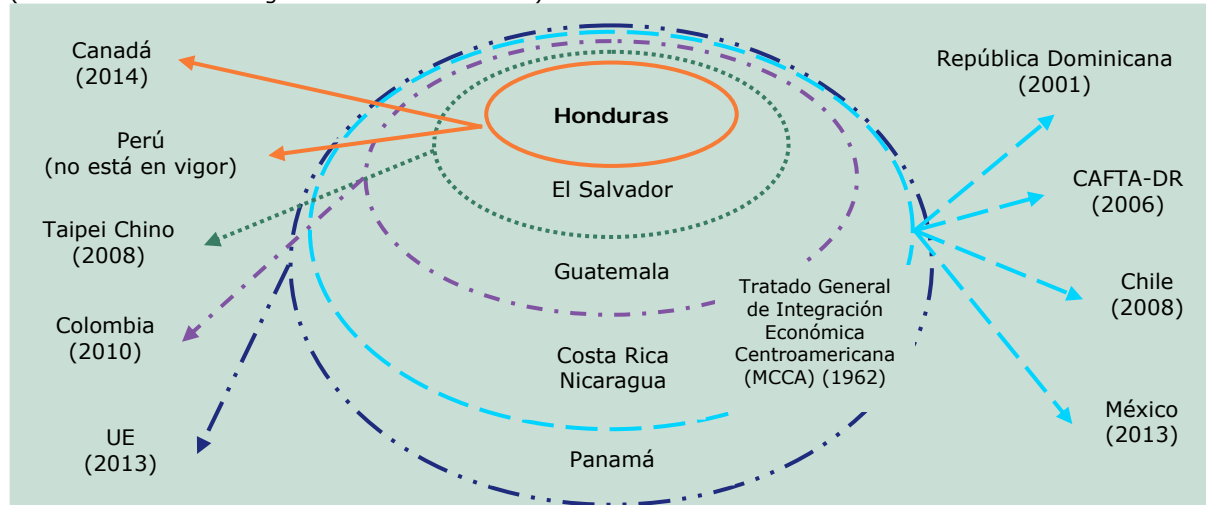 Canadá
(2014)
Perú
(no está en vigor)
Taipei Chino
(2008)
Colombia
(2010)
UE
(2013)
Honduras
El Salvador
Guatemala
Costa Rica
Nicaragua
Panamá
Tratado General
de Integración
Económica
Centroamericana
(MCCA) (1962)
República Dominicana
(2001)
CAFTA-DR
(2006)
Chile
(2008)
México
(2013)